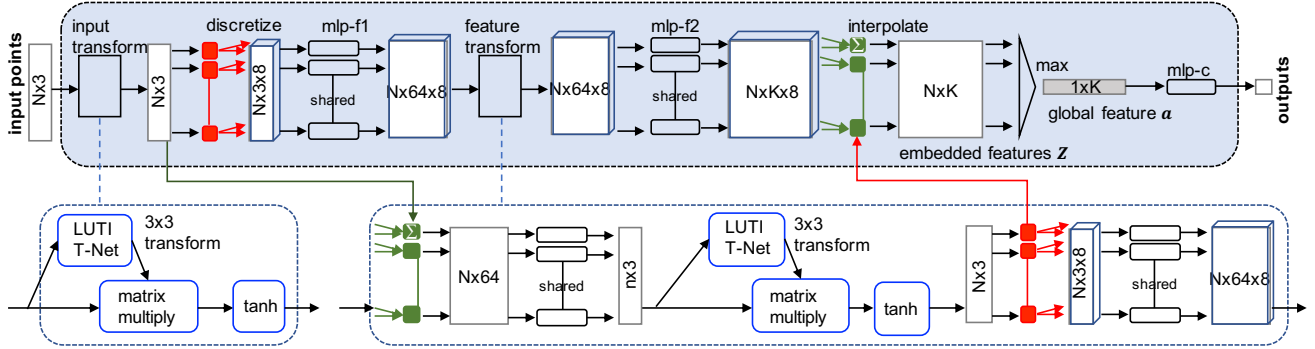 input points
Nx3
input
transform
Nx3
discretize
Nx3x8
mlp-f1
shared
Nx64x8
feature
transform
Nx64x8
mlp-f2
shared
NxKx8
interpolate
Σ
NxK
embedded features Z
max
1xK
global feature a
mlp-c
outputs
LUTI
T-Net
3x3
transform
matrix
multiply
tanh
Σ
Nx64
shared
nx3
LUTI
T-Net
3x3
transform
matrix
multiply
tanh
Nx3
Nx3x8
shared
Nx64x8